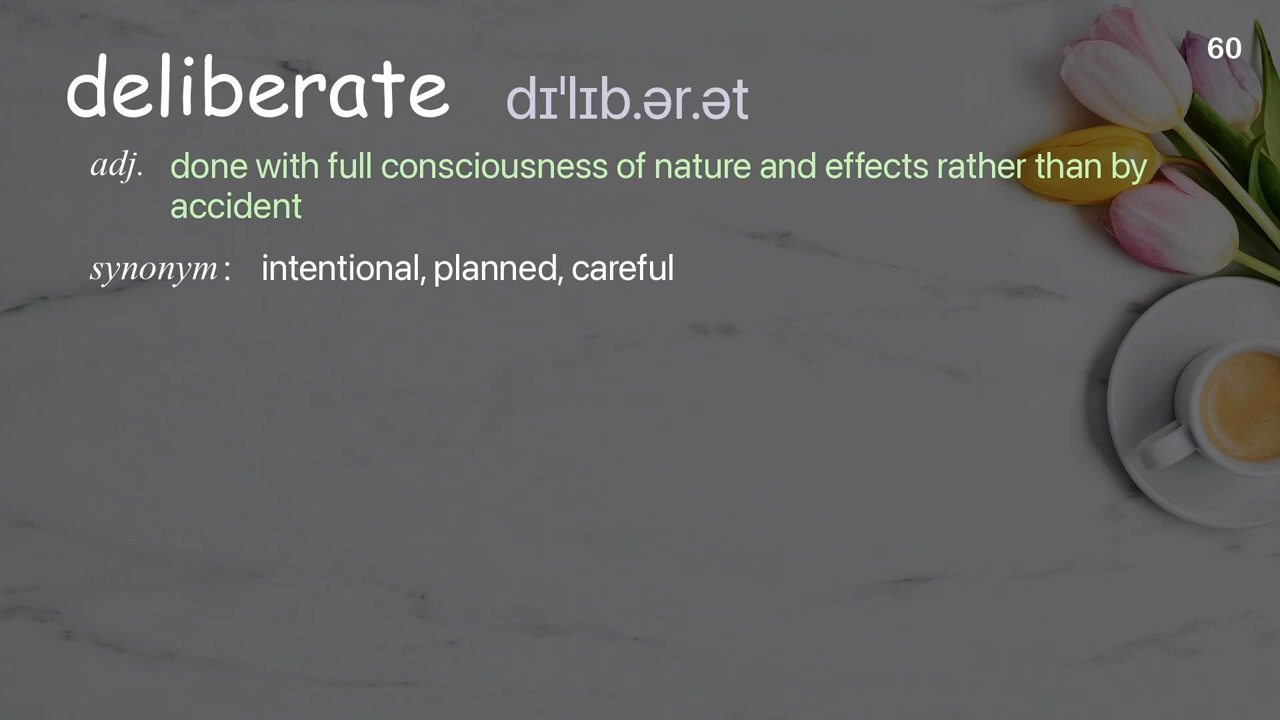 60
deliberate dɪˈlɪb.ər.ət
adj. done with full consciousness of nature and effects rather than by
accident
synonym: intentional, planned, careful